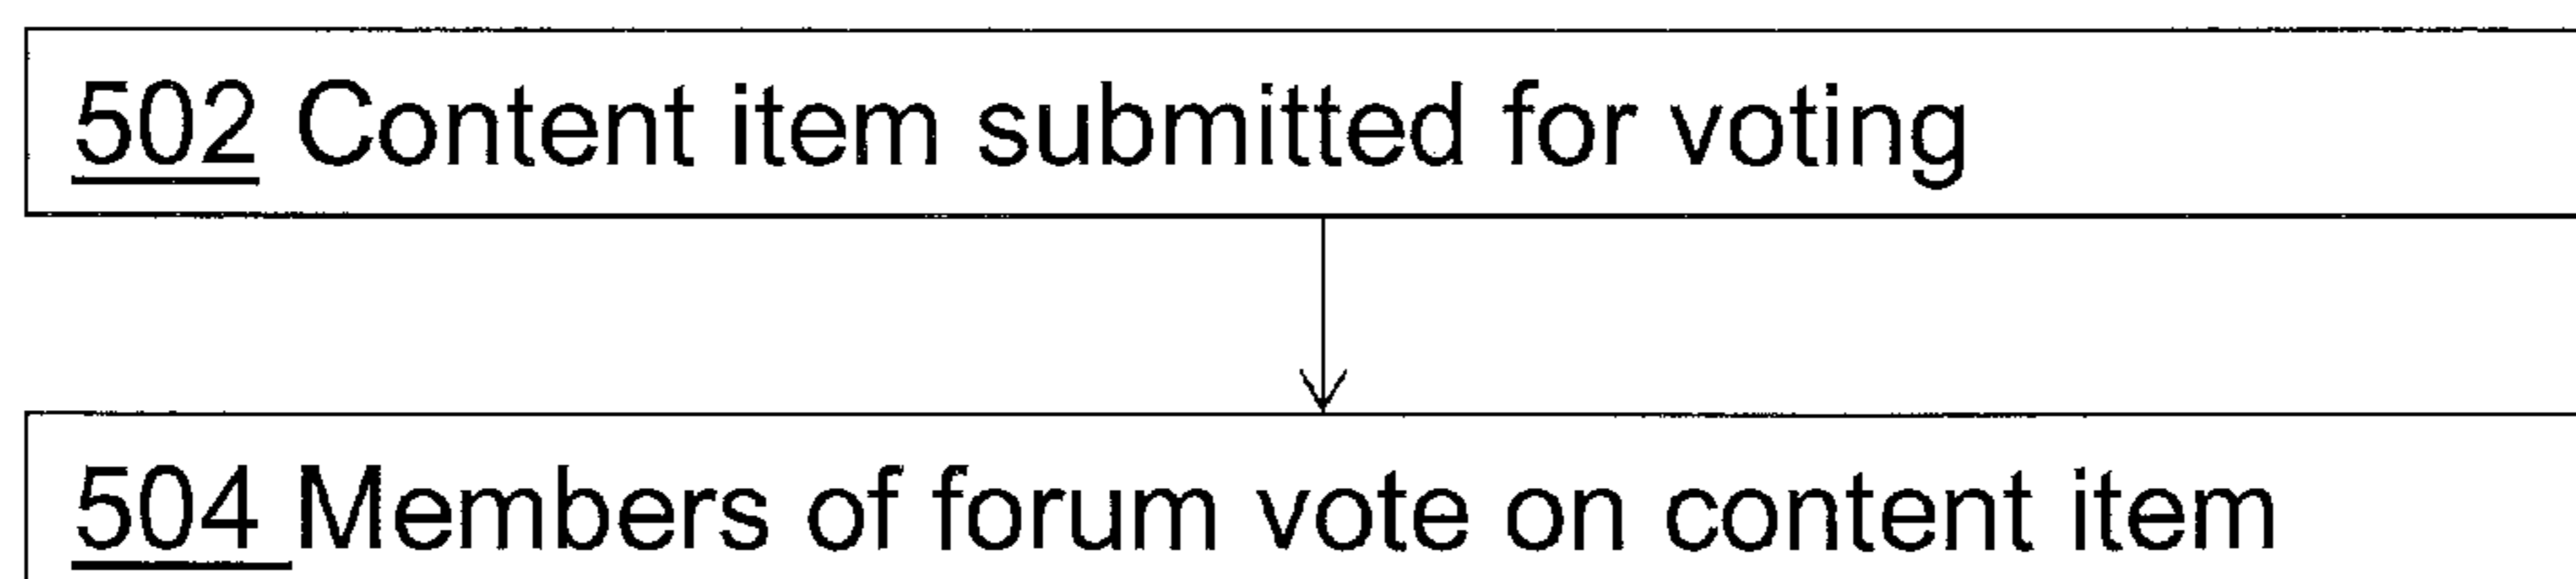 502 Content item submitted for voting
504 Members of forum vote on content item